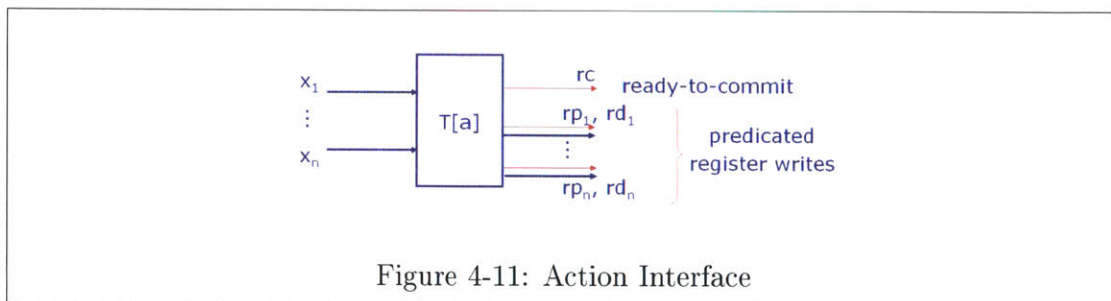 x₁
rc
ready-to-commit
⋮
T[a]
rp₁, rd₁
predicated
⋮
register writes
xₙ
rpₙ, rdₙ
Figure 4-11: Action Interface